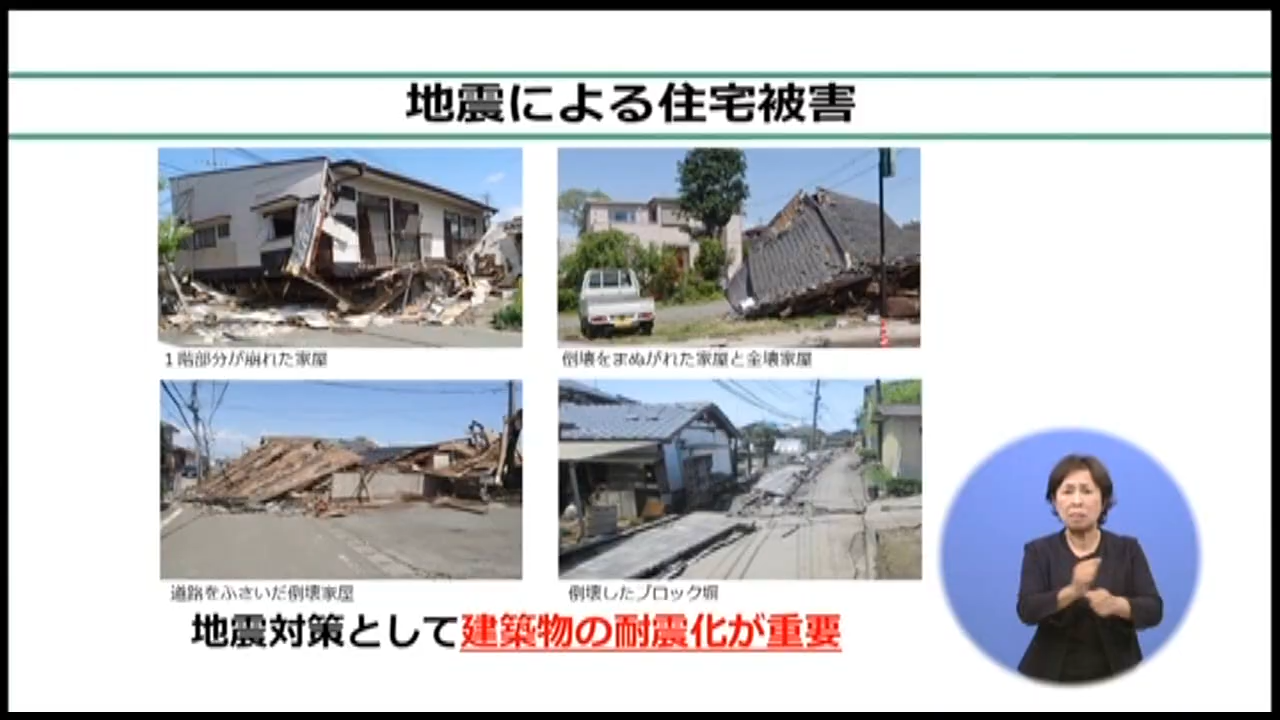 地震による住宅被害
1階部分が崩れた家屋
倒壊をまぬがれた家屋と全壊家屋
道路をふさいだ倒壊家屋
倒壊したブロック塀
地震対策として建築物の耐震化が重要